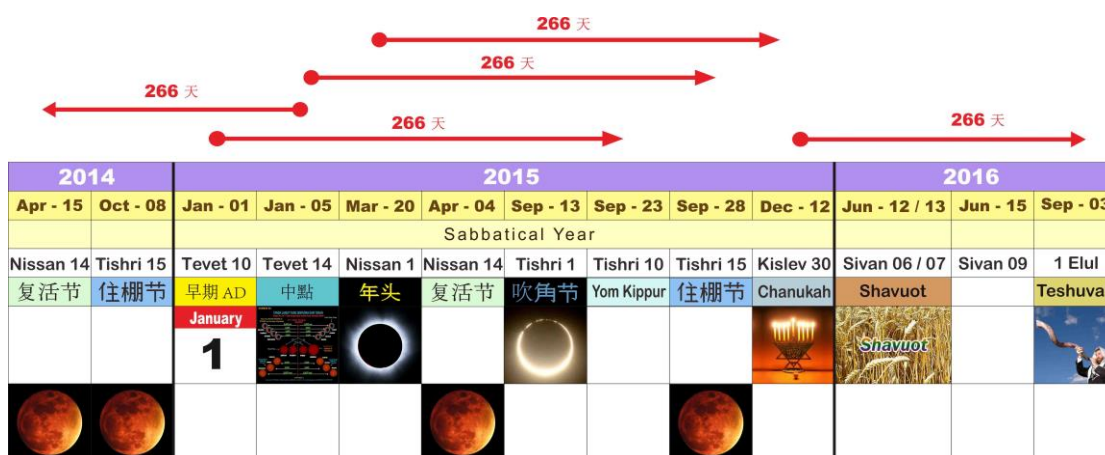 266 天
266 天
266 天
266 天
266 天
2014 2015 2016
Apr - 15 Oct - 08 Jan - 01 Jan - 05 Mar - 20 Apr - 04 Sep - 13 Sep - 23 Sep - 28 Dec - 12 Jun - 12 / 13 Jun - 15 Sep - 03
Sabbatical Year
Nissan 14 Tishri 15 Tevet 10 Tevet 14 Nissan 1 Nissan 14 Tishri 1 Tishri 10 Tishri 15 Kislev 30 Sivan 06 / 07 Sivan 09 1 Elul
复活节 住棚节 早期 AD 中點 年头 复活节 吹角节 Yom Kippur 住棚节 Chanukah Shavuot Teshuva
January
1
Shavuot